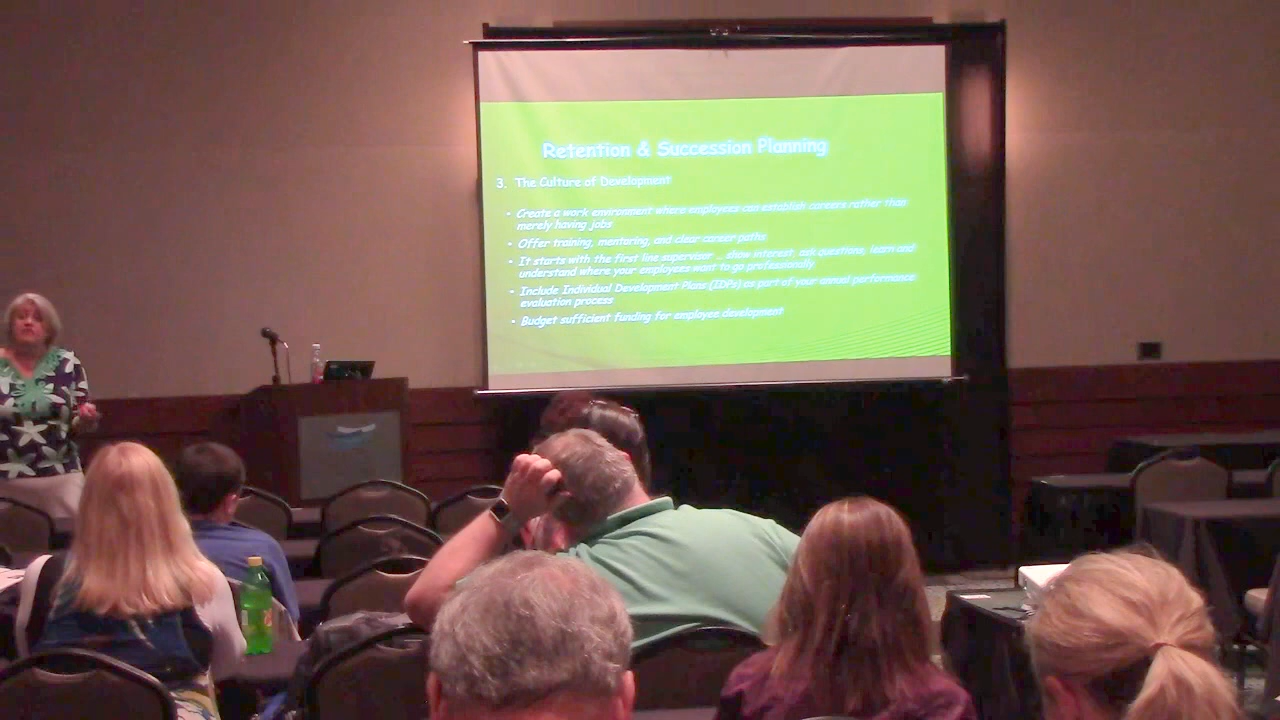 Retention & Succession Planning
3. The Culture of Development
• Create a work environment where employees can establish careers rather than
merely having jobs
• Offer training, mentoring, and clear career paths
• It starts with the first line supervisor ... show interest, ask questions, learn and
understand where your employees want to go professionally
• Include Individual Development Plans (IDPs) as part of your annual performance
evaluation process
• Budget sufficient funding for employee development